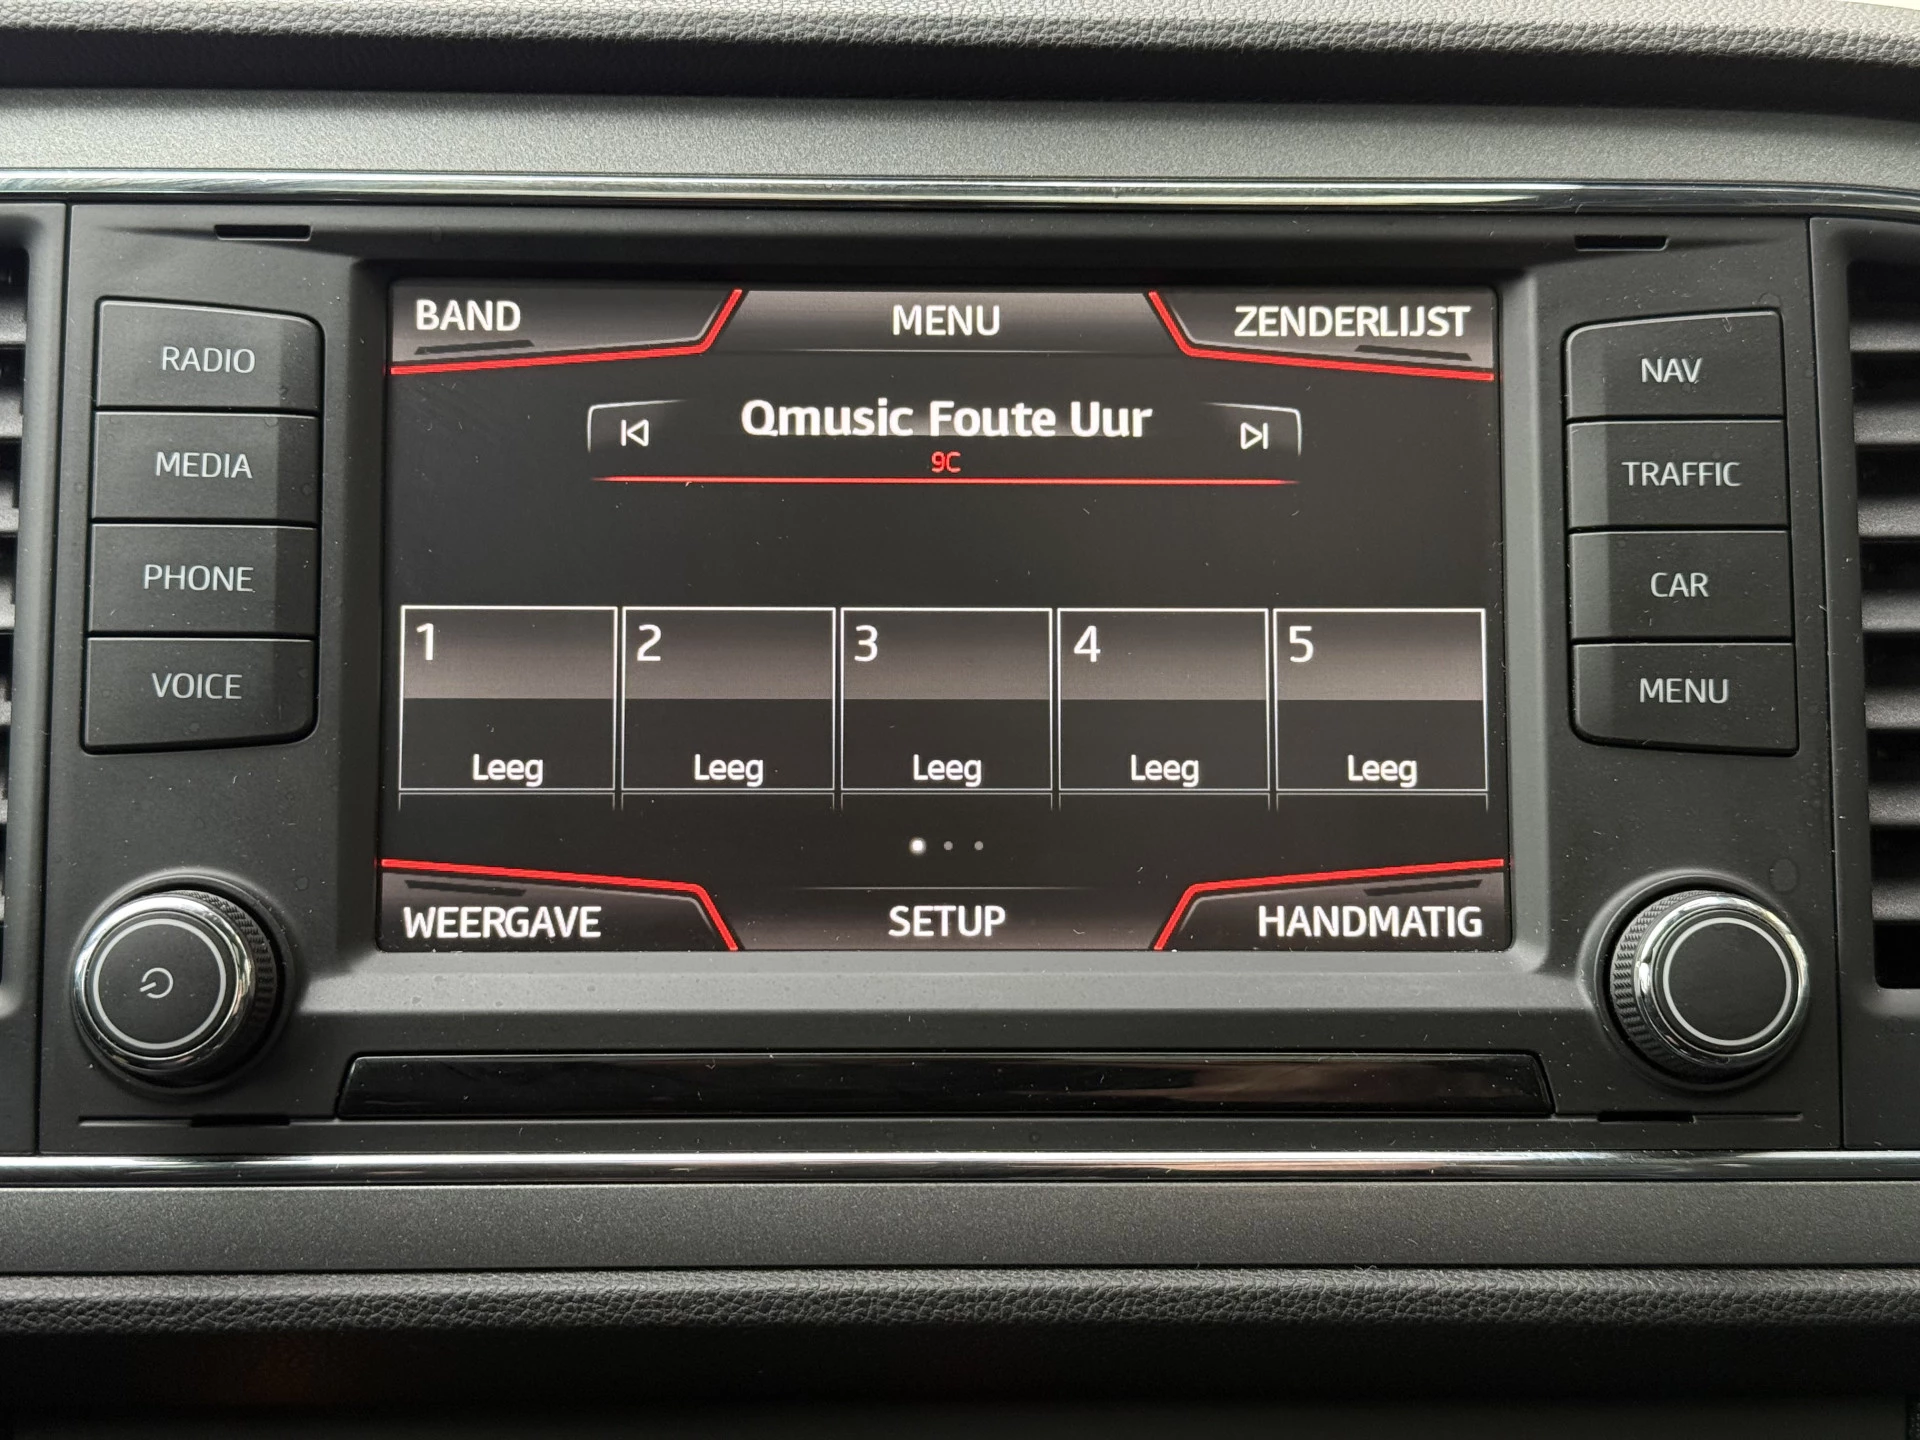 BAND MENU ZENDERLIJST
Qmusic Foute Uur
9C
1 2 3 4 5
Leeg Leeg Leeg Leeg Leeg
WEERGAVE SETUP HANDMATIG
RADIO
MEDIA
PHONE
VOICE
NAV
TRAFFIC
CAR
MENU